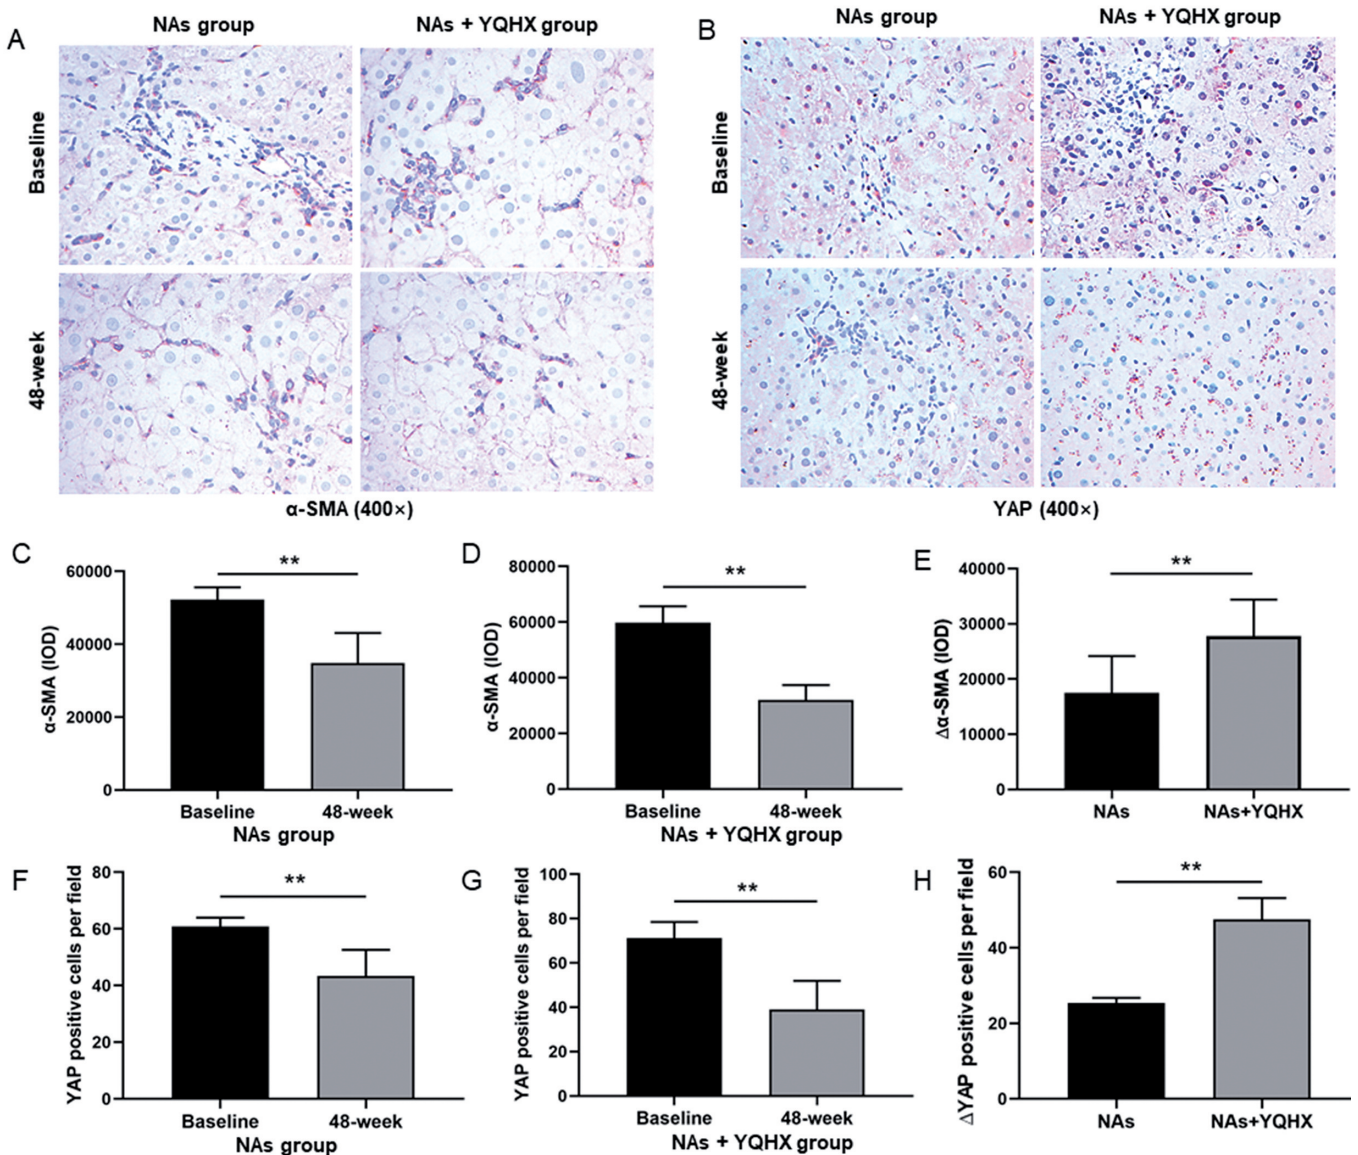 A
NAs group
NAs + YQHX group
Baseline
48-week
α-SMA (400×)
B
NAs group
NAs + YQHX group
Baseline
48-week
YAP (400×)
C
α-SMA (IOD)
60000
40000
20000
0
**
Baseline
48-week
NAs group
D
α-SMA (IOD)
80000
60000
40000
20000
0
**
Baseline
48-week
NAs + YQHX group
E
Δα-SMA (IOD)
40000
30000
20000
10000
0
**
NAs
NAs+YQHX
F
YAP positive cells per field
80
60
40
20
0
**
Baseline
48-week
NAs group
G
YAP positive cells per field
100
80
60
40
20
0
**
Baseline
48-week
NAs + YQHX group
H
ΔYAP positive cells per field
60
40
20
0
**
NAs
NAs+YQHX